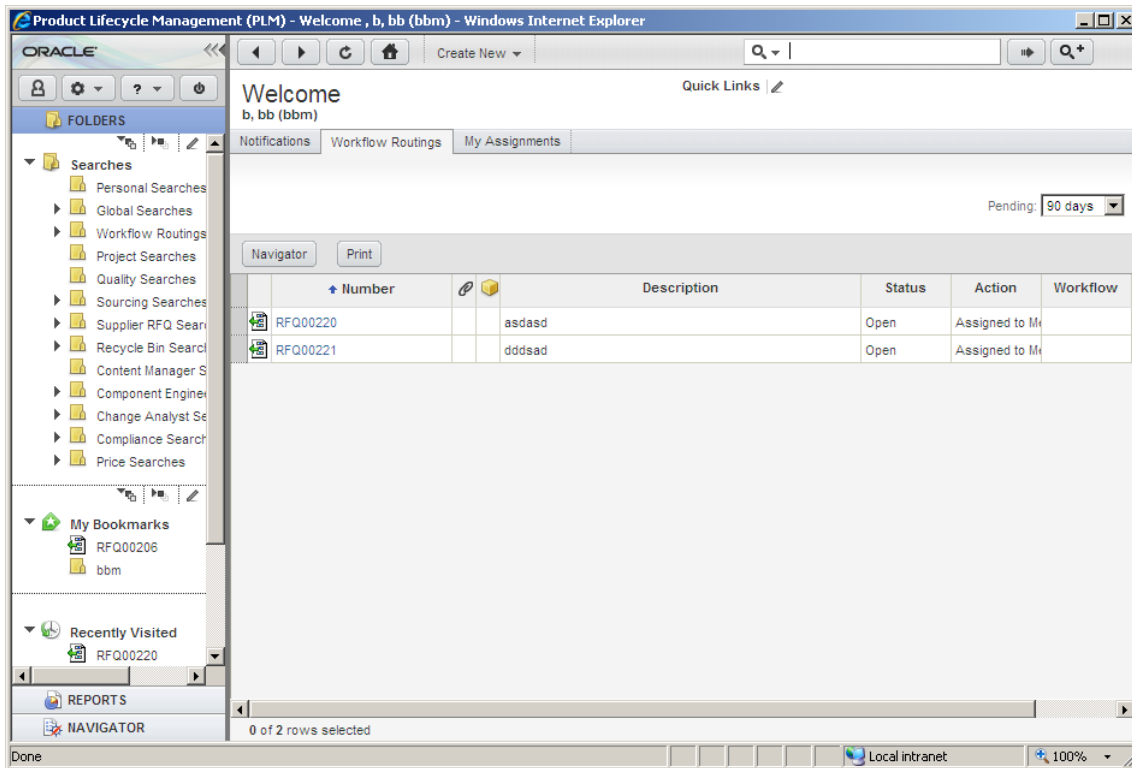 Product Lifecycle Management (PLM) - Welcome , b, bb (bbm) - Windows Internet Explorer
ORACLE
Create New
Welcome
b, bb (bbm)
Quick Links
FOLDERS
Searches
Personal Searches
Global Searches
Workflow Routings
Project Searches
Quality Searches
Sourcing Searches
Supplier RFQ Sear
Recycle Bin Search
Content Manager S
Component Enginee
Change Analyst Se
Compliance Search
Price Searches
My Bookmarks
RFQ00206
bbm
Recently Visited
RFQ00220
REPORTS
NAVIGATOR
Notifications Workflow Routings My Assignments
Pending: 90 days
Navigator Print
Number Description Status Action Workflow
RFQ00220 asdasd Open Assigned to Me
RFQ00221 dddsad Open Assigned to Me
0 of 2 rows selected
Done Local intranet 100%